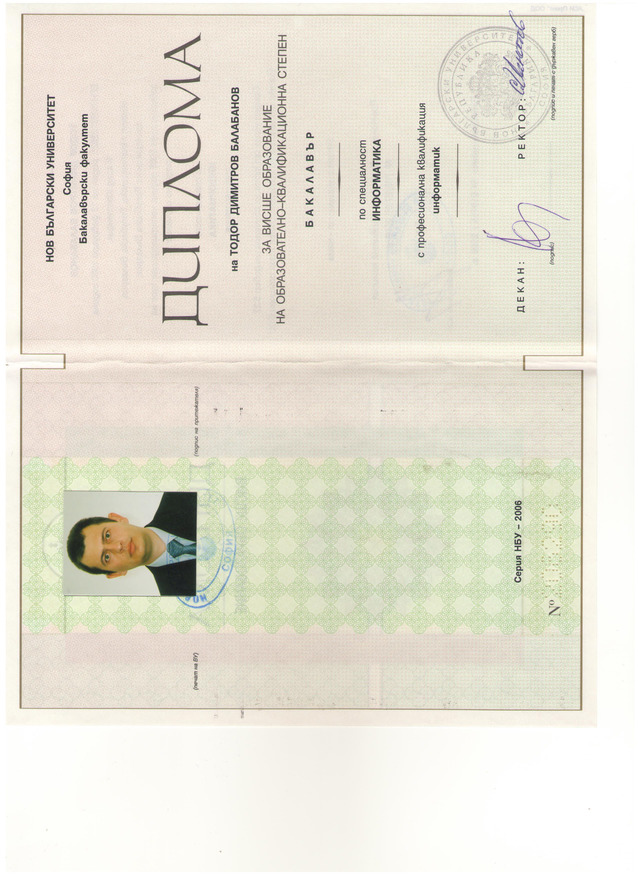 НОВ БЪЛГАРСКИ УНИВЕРСИТЕТ
София
Бакалавърски факултет
ДИПЛОМА
на ТОДОР ДИМИТРОВ БАЛАБАНОВ
ЗА ВИСШЕ ОБРАЗОВАНИЕ
НА ОБРАЗОВАТЕЛНО–КВАЛИФИКАЦИОННА СТЕПЕН
БАКАЛАВЪР
по специалност
ИНФОРМАТИКА
с професионална квалификация
информатик
ДЕКАН:
(подпис)
РЕКТОР:
(подпис и печат с държавен герб)
(печат на ВУ)
(подпис на притежателя)
НОВ
СОФИЯ
Серия НБУ – 2006
№